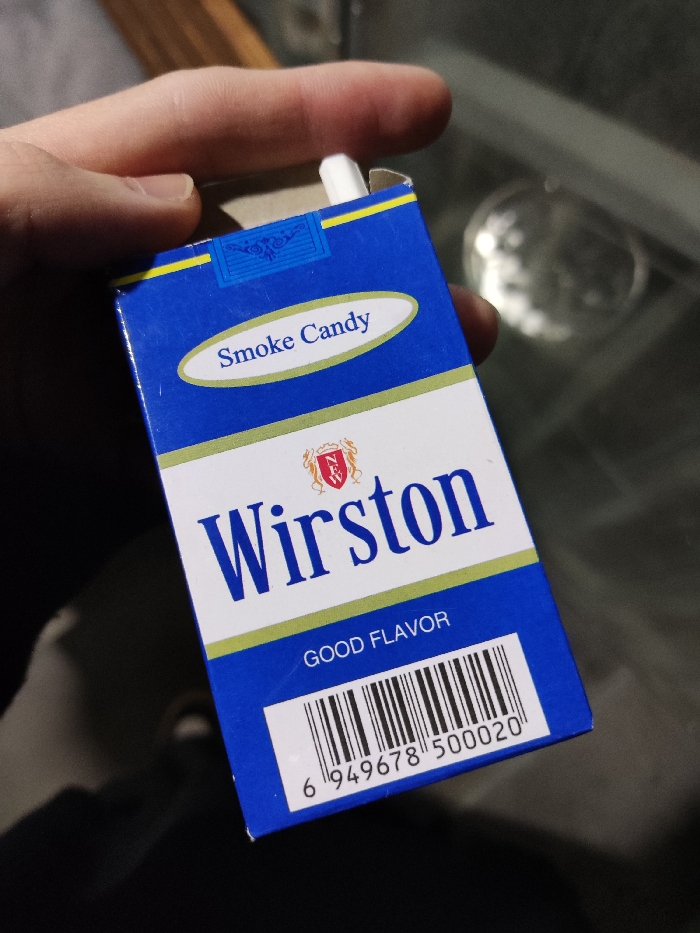 Smoke Candy
NEW
Wirston
GOOD FLAVOR
6 949678 500020